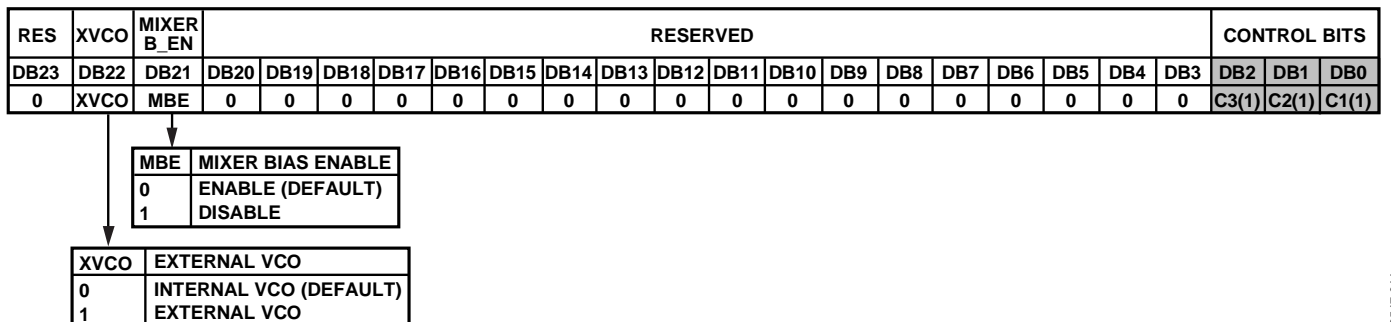 RES XVCO MIXER B_EN RESERVED CONTROL BITS
DB23 DB22 DB21 DB20 DB19 DB18 DB17 DB16 DB15 DB14 DB13 DB12 DB11 DB10 DB9 DB8 DB7 DB6 DB5 DB4 DB3 DB2 DB1 DB0
0 XVCO MBE 0 0 0 0 0 0 0 0 0 0 0 0 0 0 0 0 0 0 C3(1) C2(1) C1(1)
MBE MIXER BIAS ENABLE
0 ENABLE (DEFAULT)
1 DISABLE
XVCO EXTERNAL VCO
0 INTERNAL VCO (DEFAULT)
1 EXTERNAL VCO